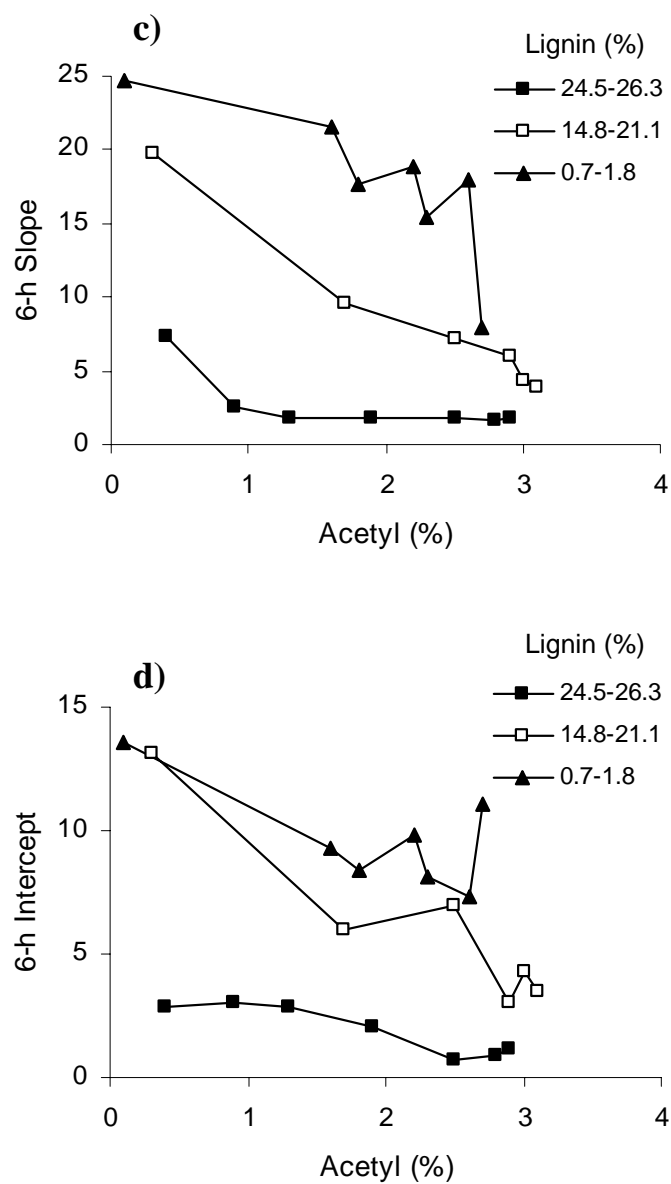 c)
Lignin (%)
24.5-26.3
14.8-21.1
0.7-1.8
25
20
15
10
5
0
6-h Slope
0 1 2 3 4
Acetyl (%)
d)
Lignin (%)
24.5-26.3
14.8-21.1
0.7-1.8
15
10
5
0
6-h Intercept
0 1 2 3 4
Acetyl (%)